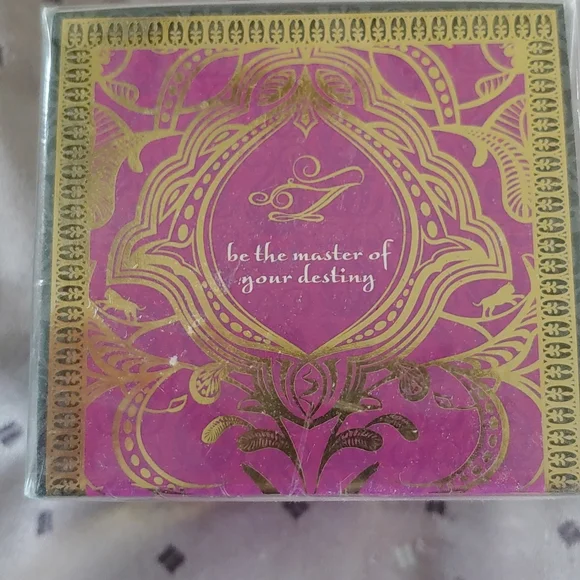 be the master of
your destiny